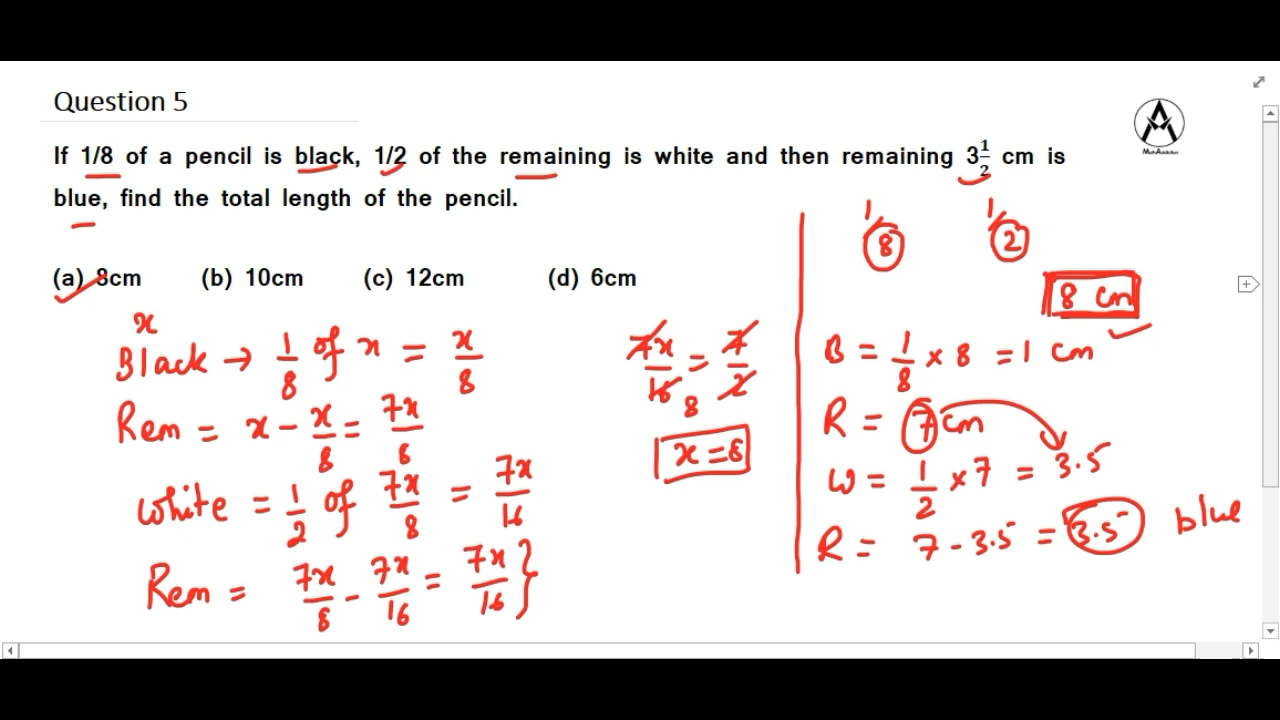 Question 5
If 1/8 of a pencil is black, 1/2 of the remaining is white and then remaining 3 1/2 cm is
blue, find the total length of the pencil.
(a) 8cm (b) 10cm (c) 12cm (d) 6cm
x
Black → 1/8 of x = x/8
Rem = x - x/8 = 7x/8
White = 1/2 of 7x/8 = 7x/16
Rem = 7x/8 - 7x/16 = 7x/16 }
7x/16 = 7/2
8
x = 8
1/8 1/2
8 cm
B = 1/8 × 8 = 1 cm
R = 7 cm
W = 1/2 × 7 = 3.5
R = 7 - 3.5 = 3.5 blue